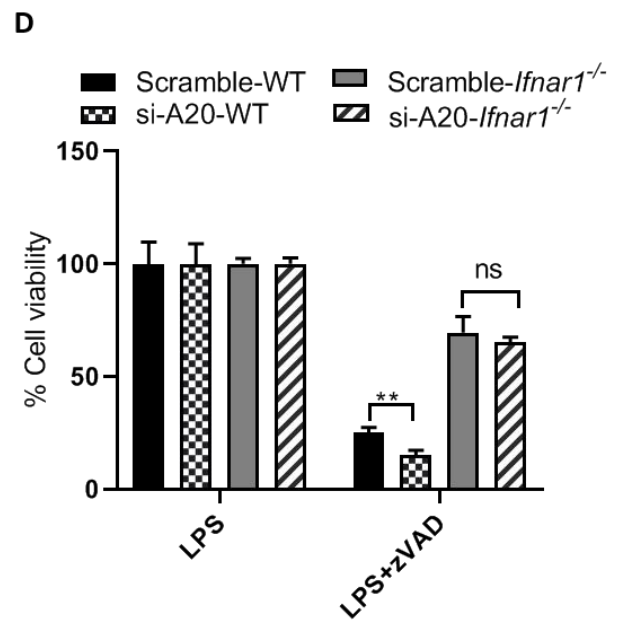 D
Scramble-WT Scramble-Ifnar1-/-
si-A20-WT si-A20-Ifnar1-/-
150
100
50
0
% Cell viability
**
ns
LPS
LPS+zVAD